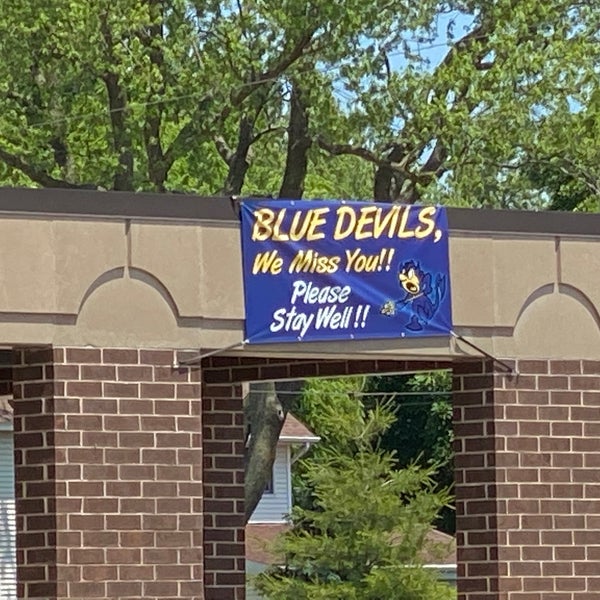 BLUE DEVILS,
We Miss You!!
Please
Stay Well!!